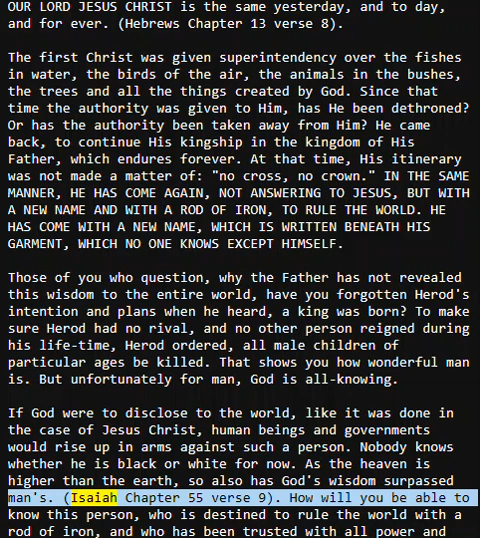 OUR LORD JESUS CHRIST is the same yesterday, and to day,
and for ever. (Hebrews Chapter 13 verse 8).
The first Christ was given superintendency over the fishes
in water, the birds of the air, the animals in the bushes,
the trees and all the things created by God. Since that
time the authority was given to Him, has He been dethroned?
Or has the authority been taken away from Him? He came
back, to continue His kingship in the kingdom of His
Father, which endures forever. At that time, His itinerary
was not made a matter of: "no cross, no crown." IN THE SAME
MANNER, HE HAS COME AGAIN, NOT ANSWERING TO JESUS, BUT WITH
A NEW NAME AND WITH A ROD OF IRON, TO RULE THE WORLD. HE
HAS COME WITH A NEW NAME, WHICH IS WRITTEN BENEATH HIS
GARMENT, WHICH NO ONE KNOWS EXCEPT HIMSELF.
Those of you who question, why the Father has not revealed
this wisdom to the entire world, have you forgotten Herod's
intention and plans when he heard, a king was born? To make
sure Herod had no rival, and no other person reigned during
his life-time, Herod ordered, all male children of
particular ages be killed. That shows you how wonderful man
is. But unfortunately for man, God is all-knowing.
If God were to disclose to the world, like it was done in
the case of Jesus Christ, human beings and governments
would rise up in arms against such a person. Nobody knows
whether he is black or white for now. As the heaven is
higher than the earth, so also has God's wisdom surpassed
man's. (Isaiah Chapter 55 verse 9). How will you be able to
know this person, who is destined to rule the world with a
rod of iron, and who has been trusted with all power and